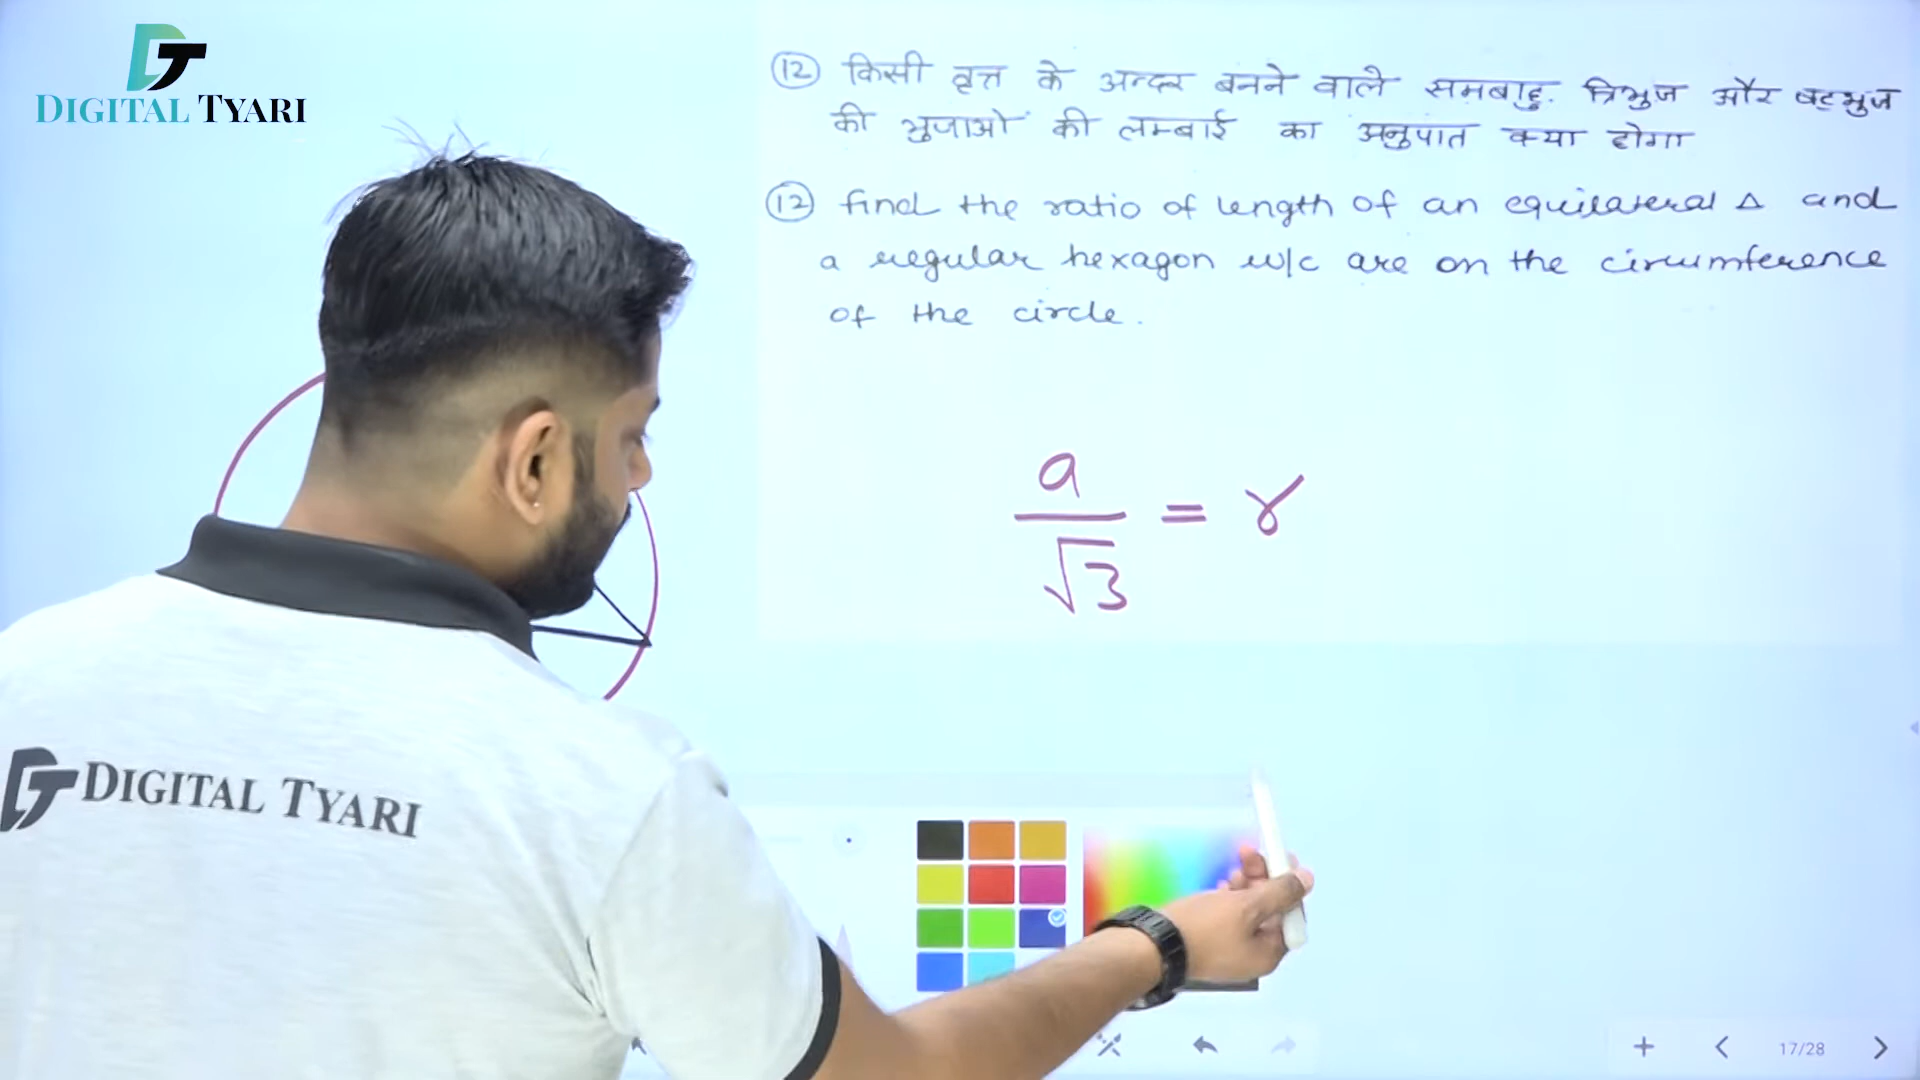 DIGITAL TYARI
(12) किसी वृत्त के अन्दर बनने वाले समबाहु त्रिभुज और षट्भुज
की भुजाओं की लम्बाई का अनुपात क्या होगा
(12) find the ratio of length of an equilateral Δ and
a regular hexagon w/c are on the circumference
of the circle.
a/√3 = r
DIGITAL TYARI
17/28